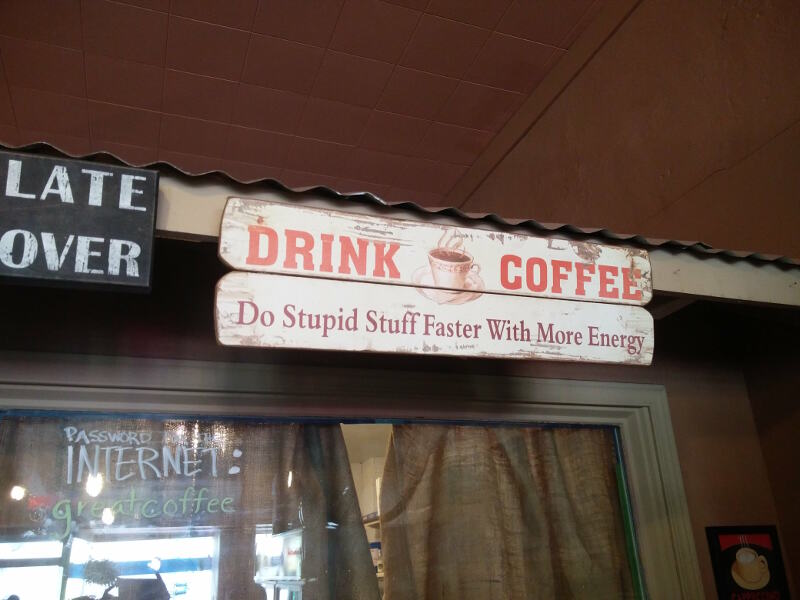 LATE
OVER
DRINK COFFEE
Do Stupid Stuff Faster With More Energy
PASSWORD
INTERNET:
greatcoffee